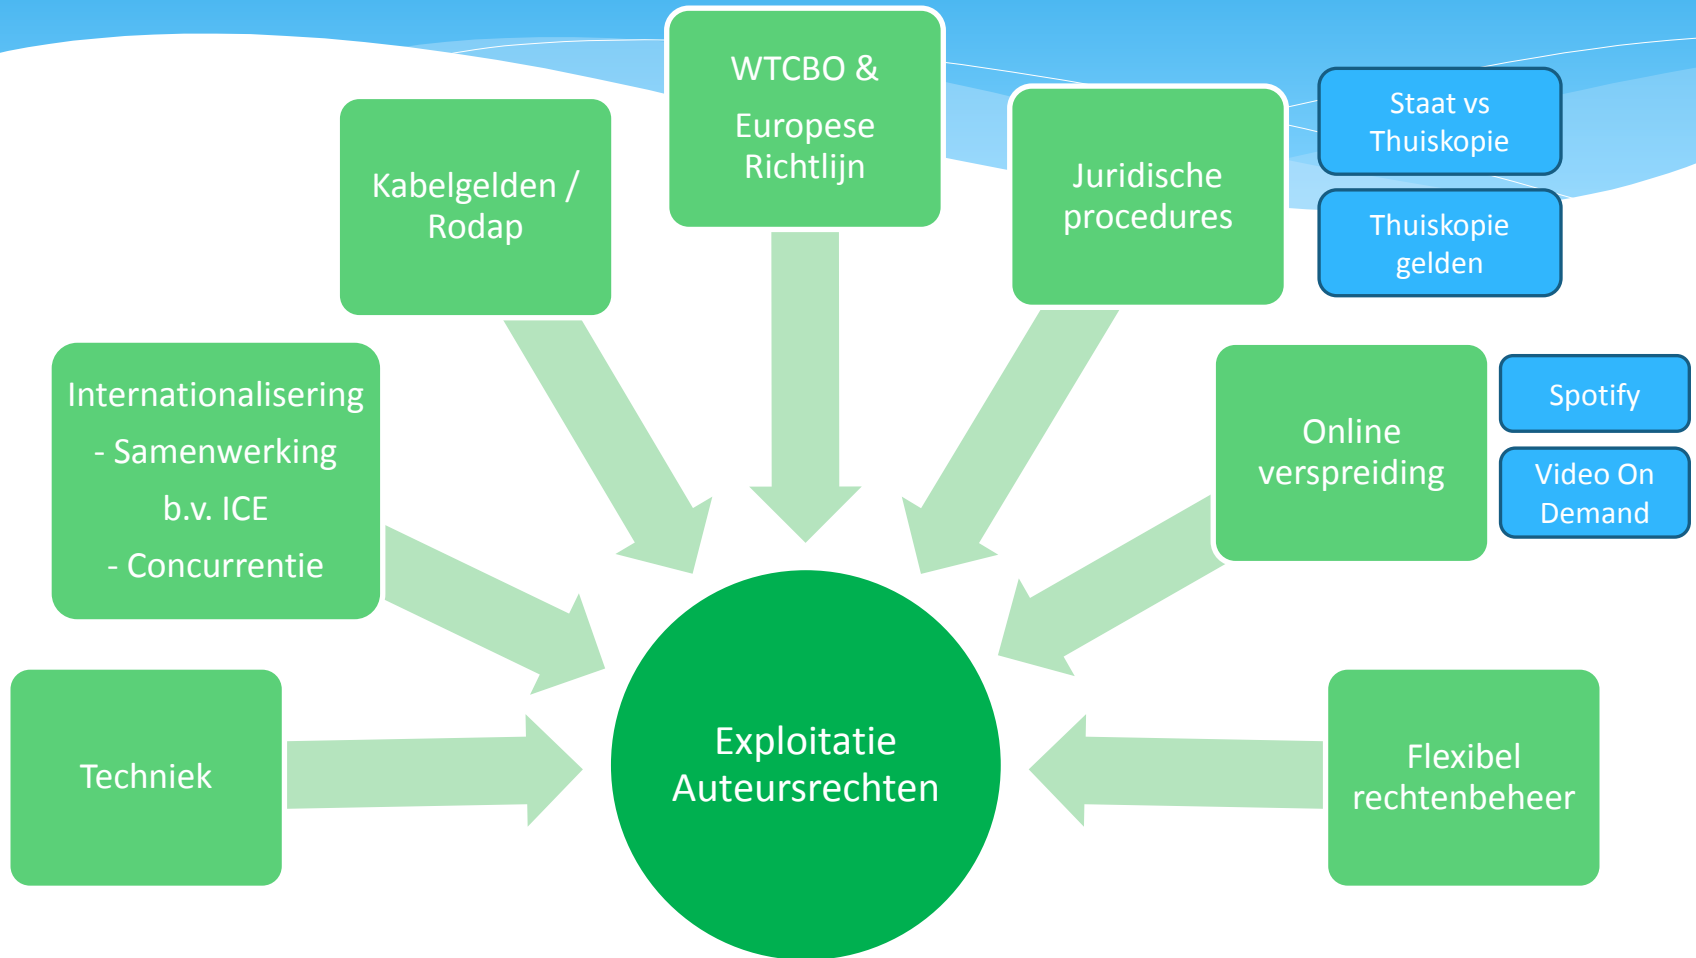 WTCBO &
Europese
Richtlijn
Kabelgelden /
Rodap
Juridische
procedures
Staat vs
Thuiskopie
Thuiskopie
gelden
Internationalisering
- Samenwerking
b.v. ICE
- Concurrentie
Online
verspreiding
Spotify
Video On
Demand
Techniek
Exploitatie
Auteursrechten
Flexibel
rechtenbeheer